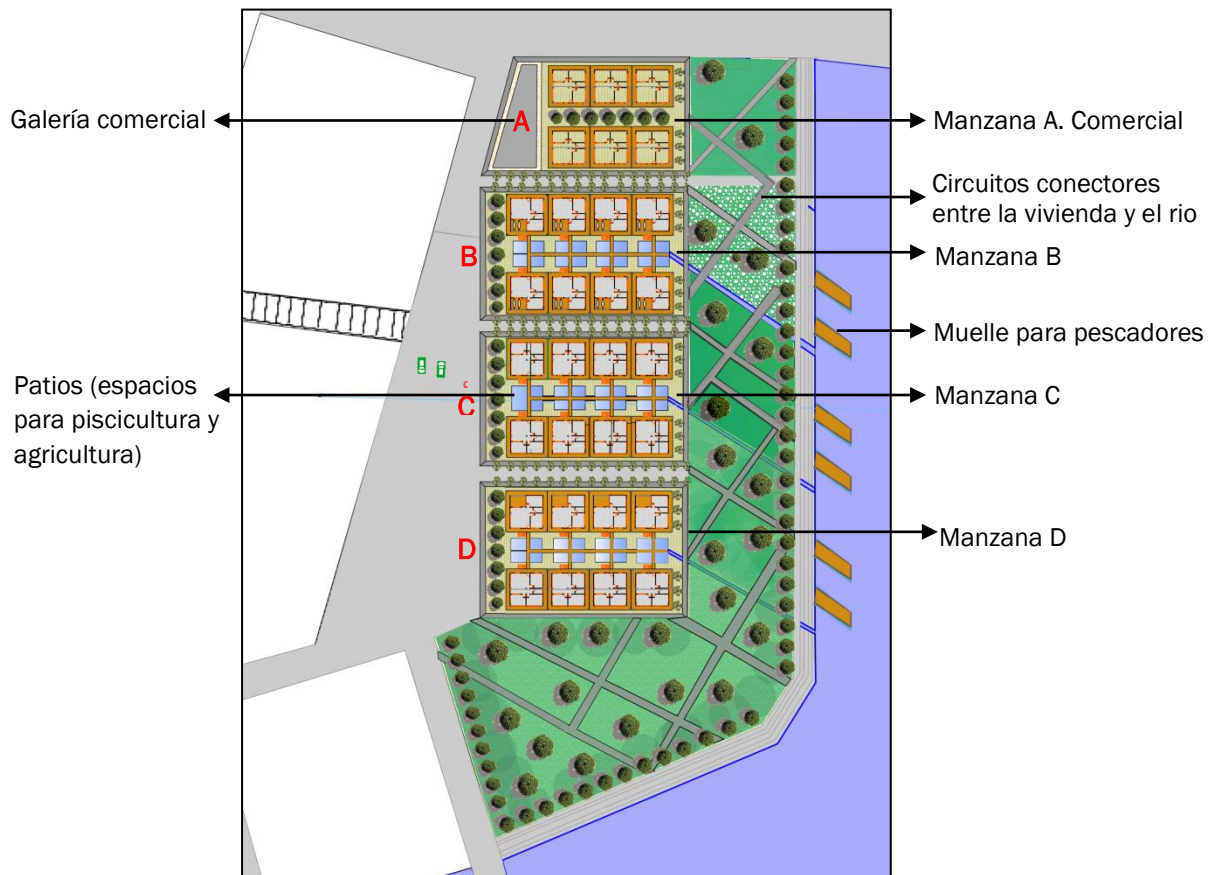 Galería comercial
A
Manzana A. Comercial
Circuitos conectores
entre la vivienda y el rio
B
Manzana B
Muelle para pescadores
Patios (espacios
para piscicultura y
agricultura)
c
C
Manzana C
D
Manzana D